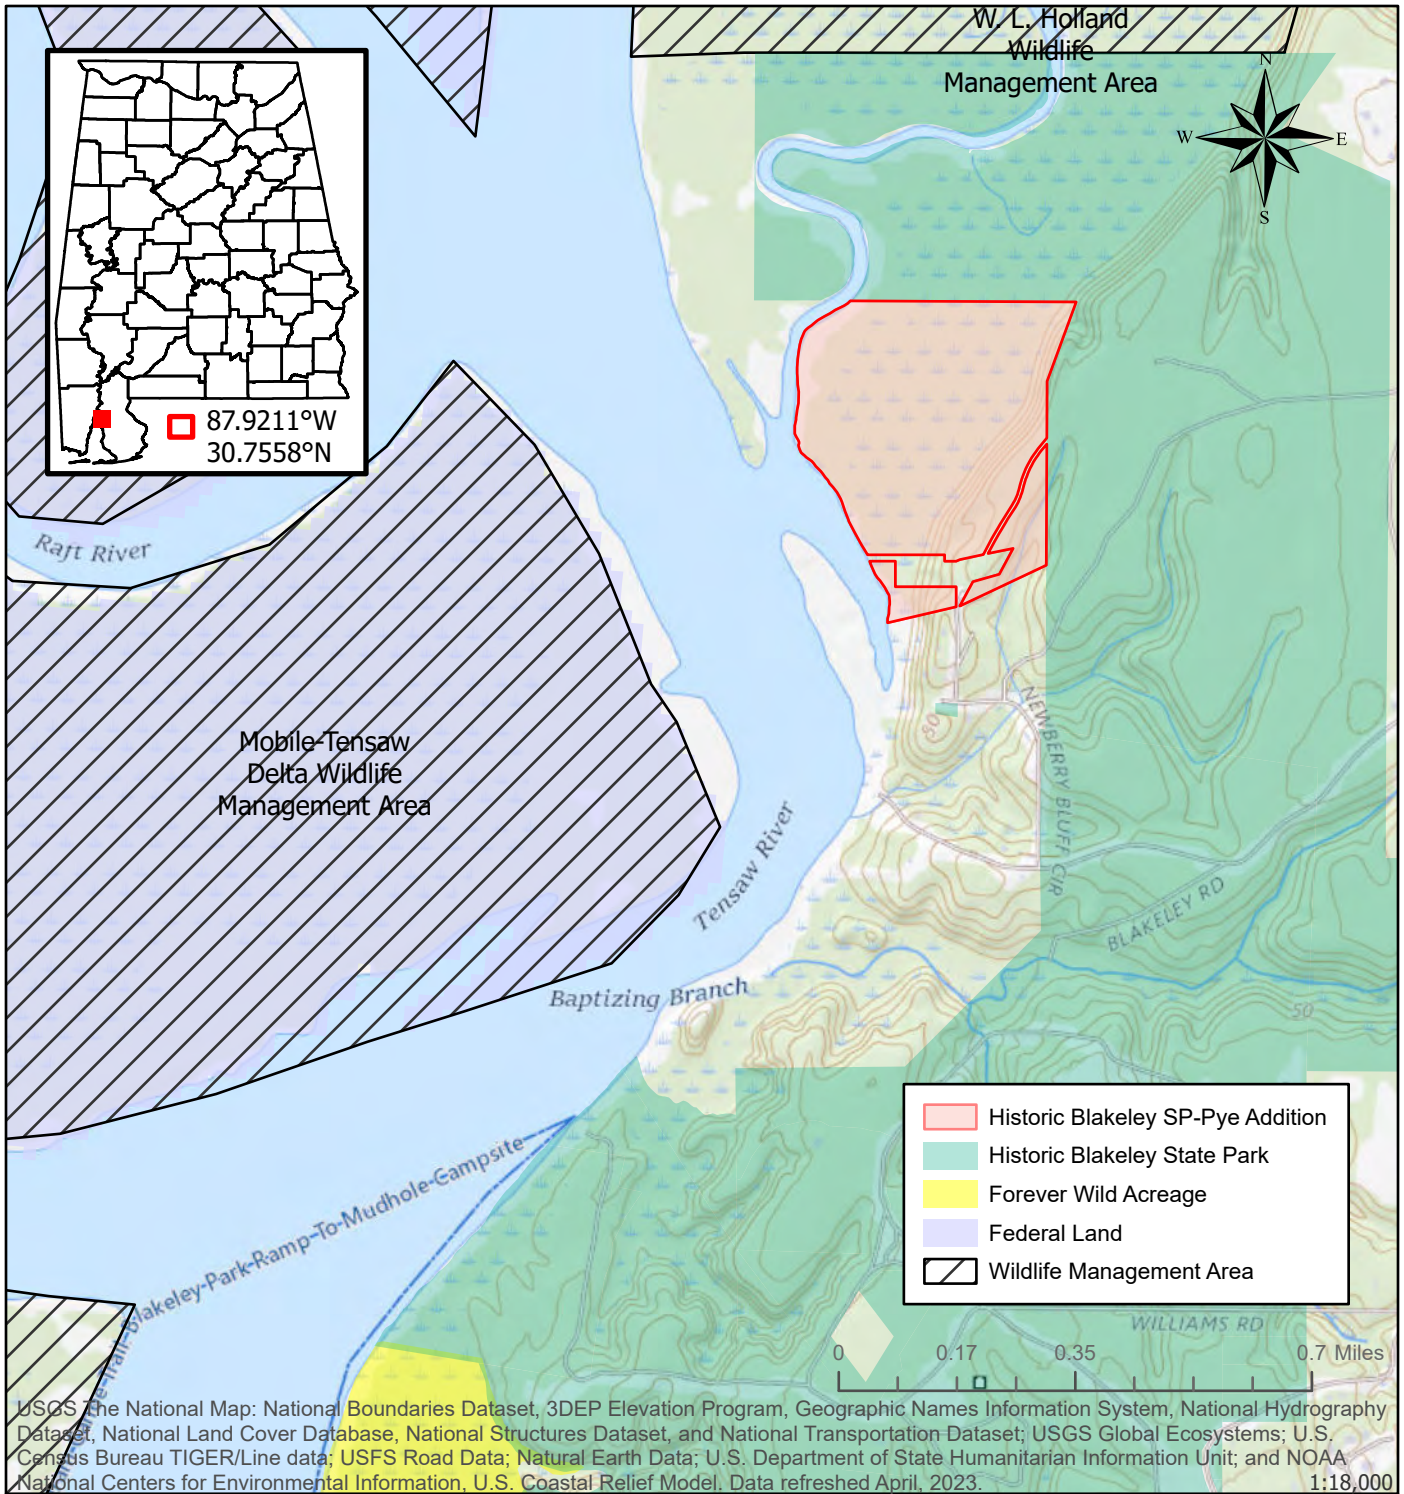 W. L. Holland
Wildlife
Management Area
N
W
E
S
87.9211°W
30.7558°N
Raft River
Mobile-Tensaw
Delta Wildlife
Management Area
50
NEWBERRY BLUFF CIR
Tensaw River
BLAKELEY RD
Baptizing Branch
50
Historic Blakeley SP-Pye Addition
Historic Blakeley State Park
Forever Wild Acreage
Federal Land
Wildlife Management Area
Trail-Blakeley-Park-Ramp-To-Mudhole-Campsite
WILLIAMS RD
0 0.17 0.35 0.7 Miles
USGS The National Map: National Boundaries Dataset, 3DEP Elevation Program, Geographic Names Information System, National Hydrography
Dataset, National Land Cover Database, National Structures Dataset, and National Transportation Dataset; USGS Global Ecosystems; U.S.
Census Bureau TIGER/Line data; USFS Road Data; Natural Earth Data; U.S. Department of State Humanitarian Information Unit; and NOAA
National Centers for Environmental Information, U.S. Coastal Relief Model. Data refreshed April, 2023.
1:18,000